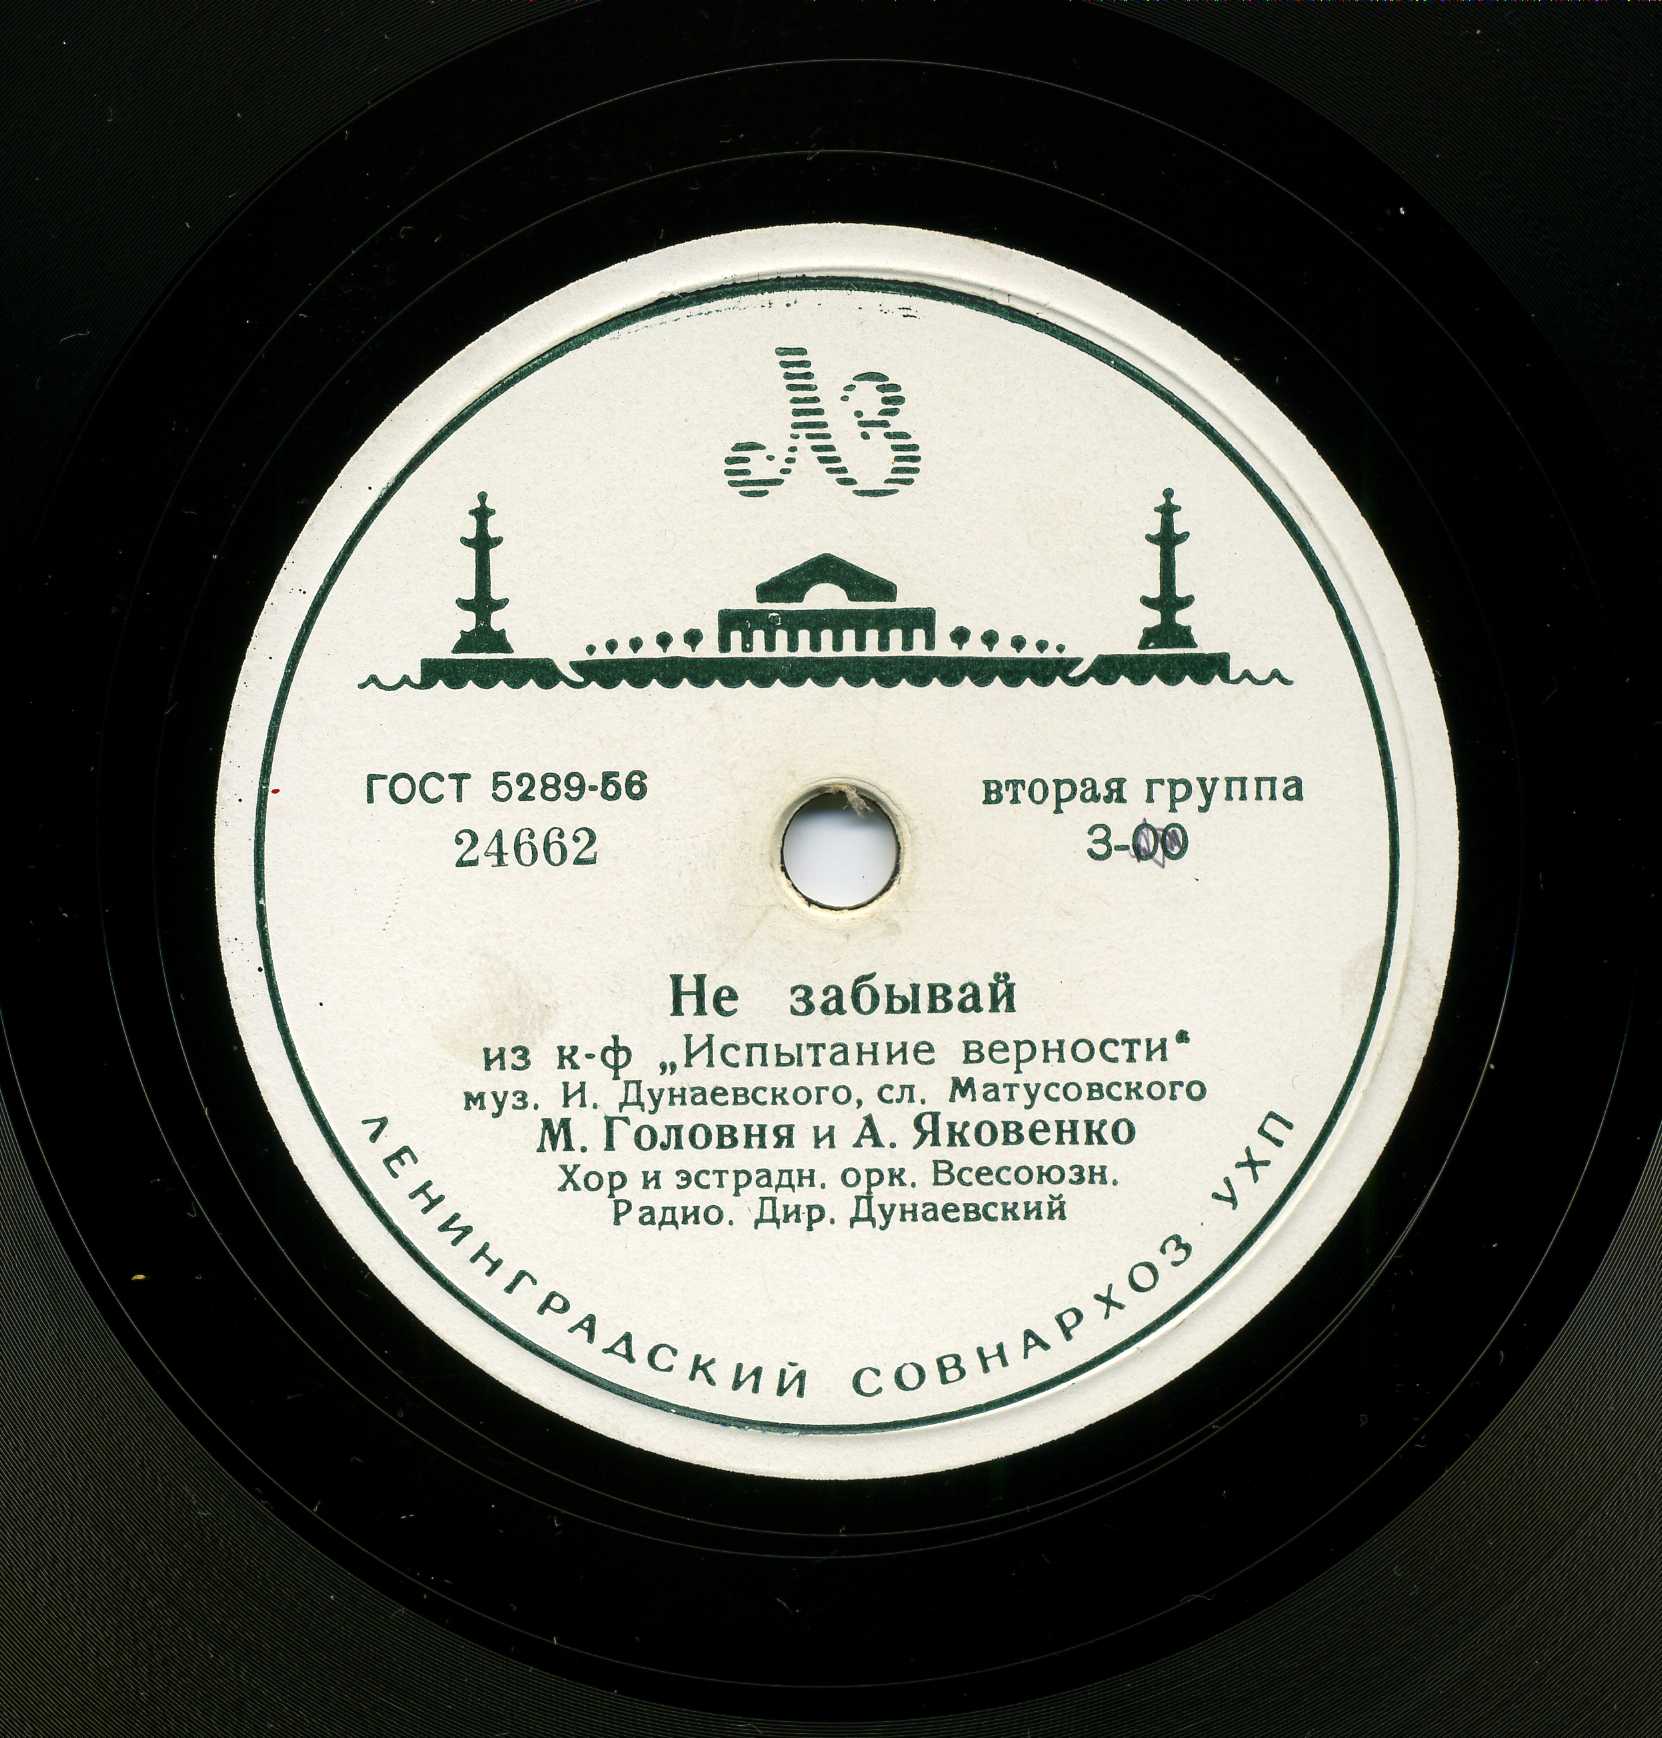 ЛЗ
ГОСТ 5289-56
24662
вторая группа
3-00
Не забывай
из к-ф „Испытание верности“
муз. И. Дунаевского, сл. Матусовского
М. Головня и А. Яковенко
Хор и эстрадн. орк. Всесоюзн.
Радио. Дир. Дунаевский
ЛЕНИНГРАДСКИЙ СОВНАРХОЗ УХП